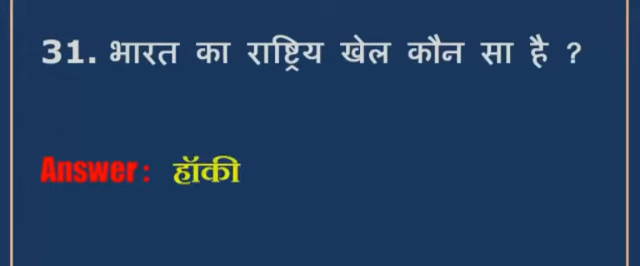 31. भारत का राष्ट्रिय खेल कौन सा है ?
Answer : हॉकी